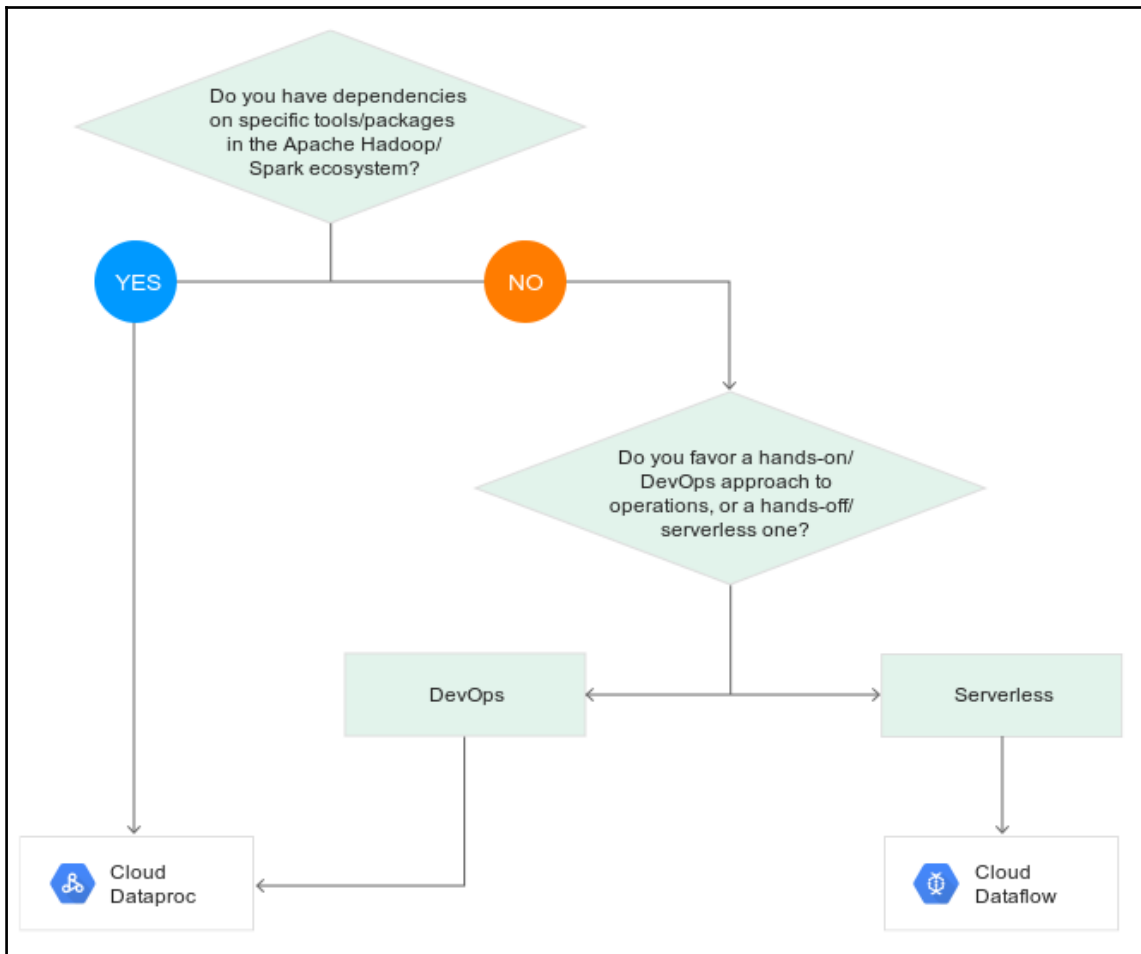 Do you have dependencies
on specific tools/packages
in the Apache Hadoop/
Spark ecosystem?
YES
NO
Do you favor a hands-on/
DevOps approach to
operations, or a hands-off/
serverless one?
DevOps
Serverless
Cloud
Dataproc
Cloud
Dataflow